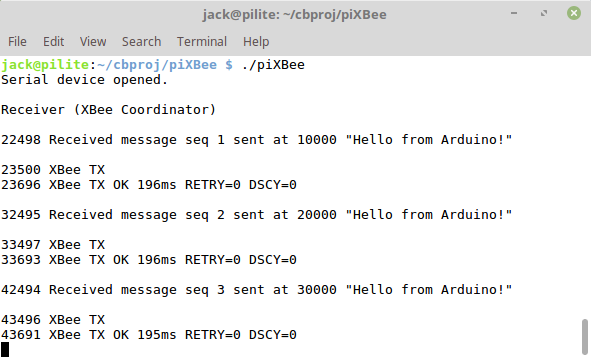 jack@pilite: ~/cbproj/piXBee
File Edit View Search Terminal Help
jack@pilite:~/cbproj/piXBee $ ./piXBee
Serial device opened.
Receiver (XBee Coordinator)
22498 Received message seq 1 sent at 10000 "Hello from Arduino!"
23500 XBee TX
23696 XBee TX OK 196ms RETRY=0 DSCY=0
32495 Received message seq 2 sent at 20000 "Hello from Arduino!"
33497 XBee TX
33693 XBee TX OK 196ms RETRY=0 DSCY=0
42494 Received message seq 3 sent at 30000 "Hello from Arduino!"
43496 XBee TX
43691 XBee TX OK 195ms RETRY=0 DSCY=0